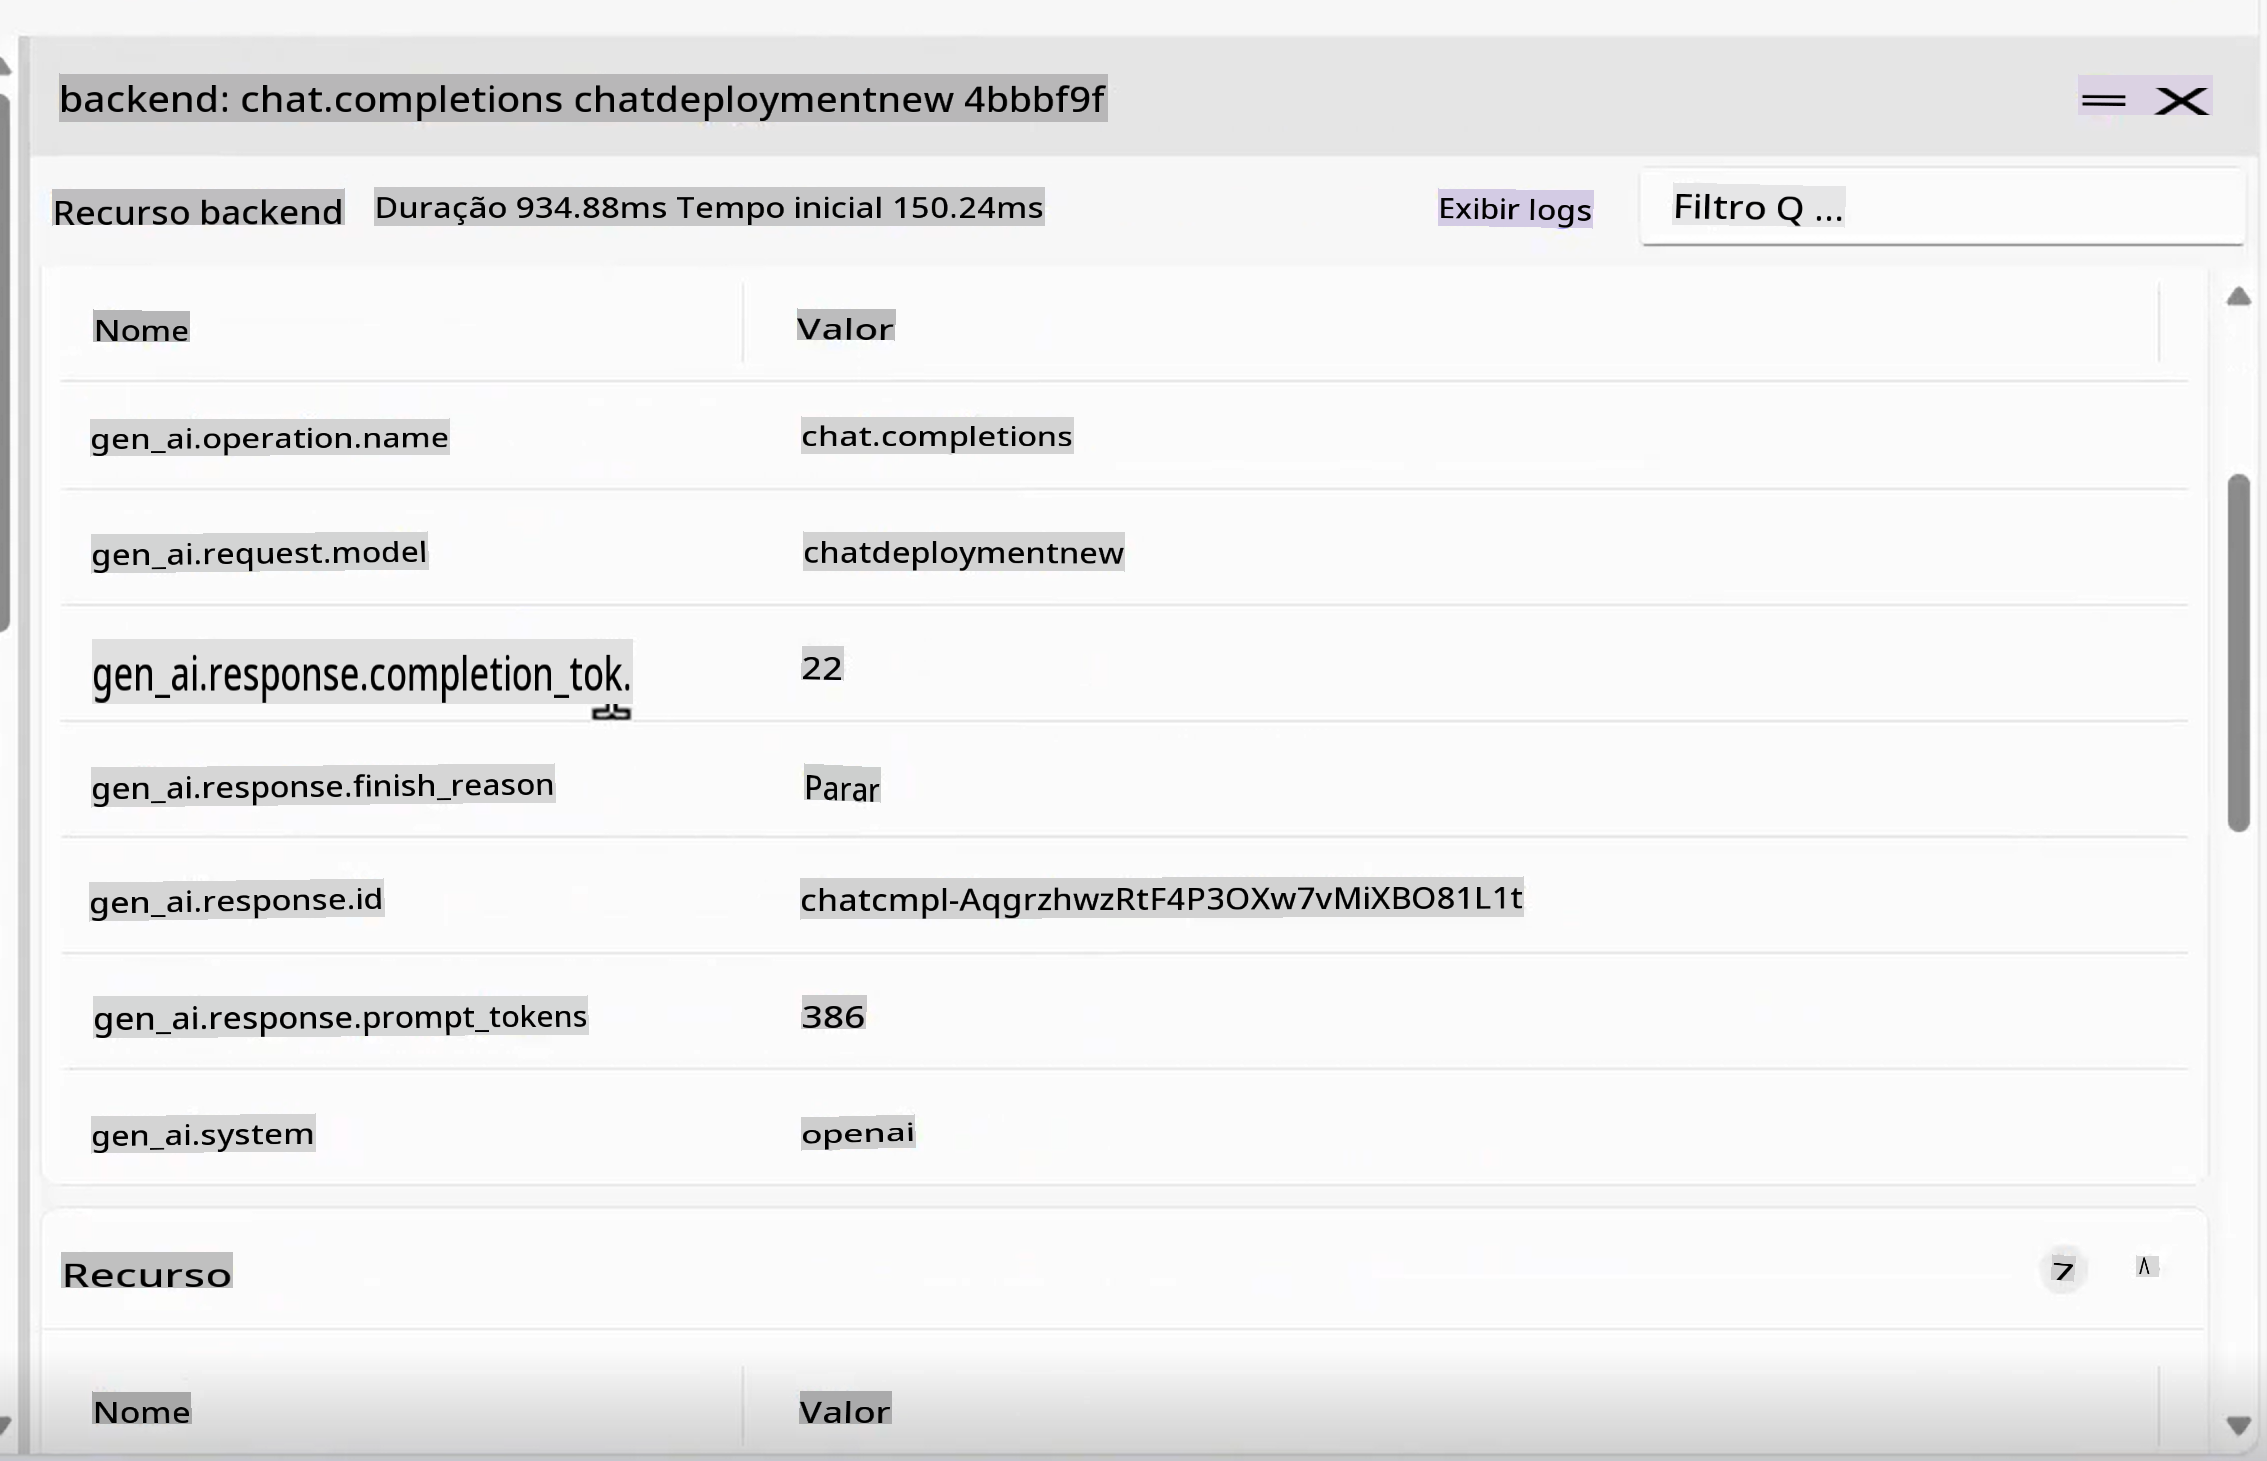 backend: chat.completions chatdeploymentnew 4bbbf9f
Recurso backend Duração 934.88ms Tempo inicial 150.24ms Exibir logs Filtro Q ...
Nome Valor
gen_ai.operation.name chat.completions
gen_ai.request.model chatdeploymentnew
gen_ai.response.completion_tok. 22
gen_ai.response.finish_reason Parar
gen_ai.response.id chatcmpl-AqgrzhwzRtF4P3OXw7vMiXBO81L1t
gen_ai.response.prompt_tokens 386
gen_ai.system openai
Recurso 7
Nome Valor